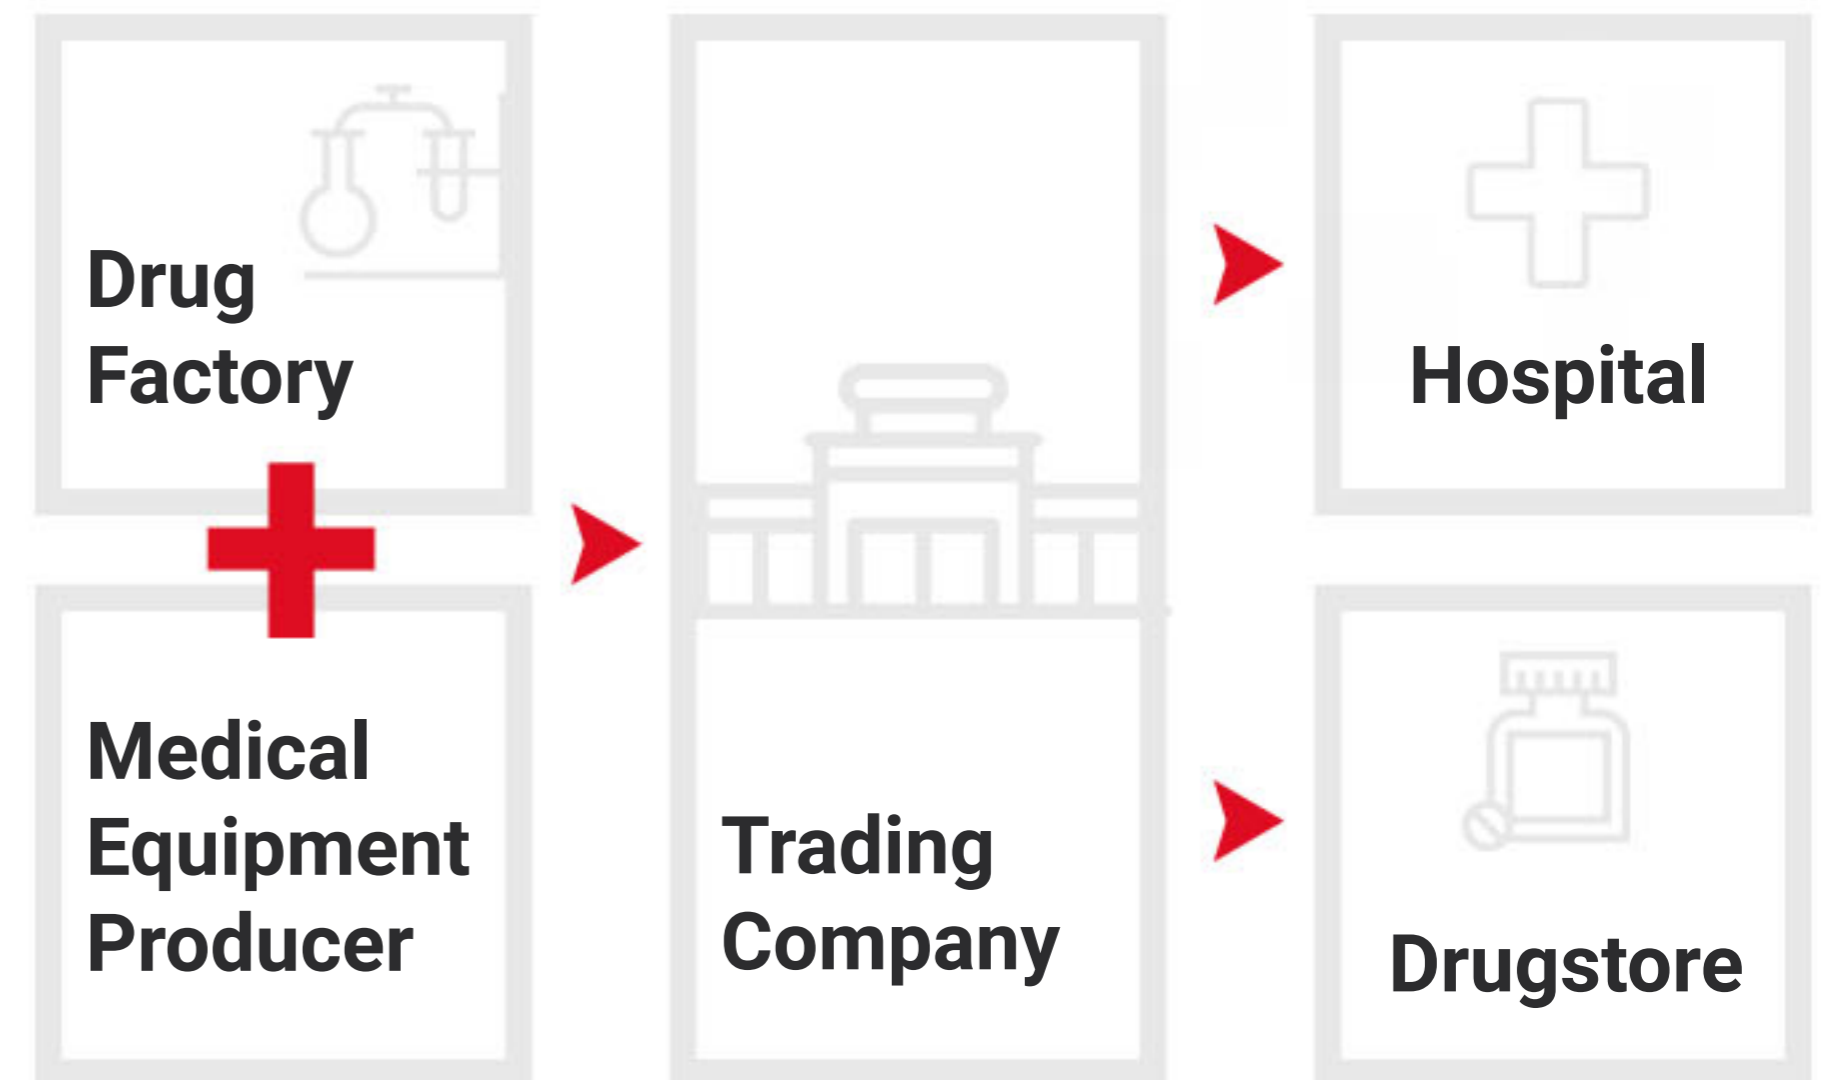 Drug
Factory
Medical
Equipment
Producer
Trading
Company
Hospital
Drugstore